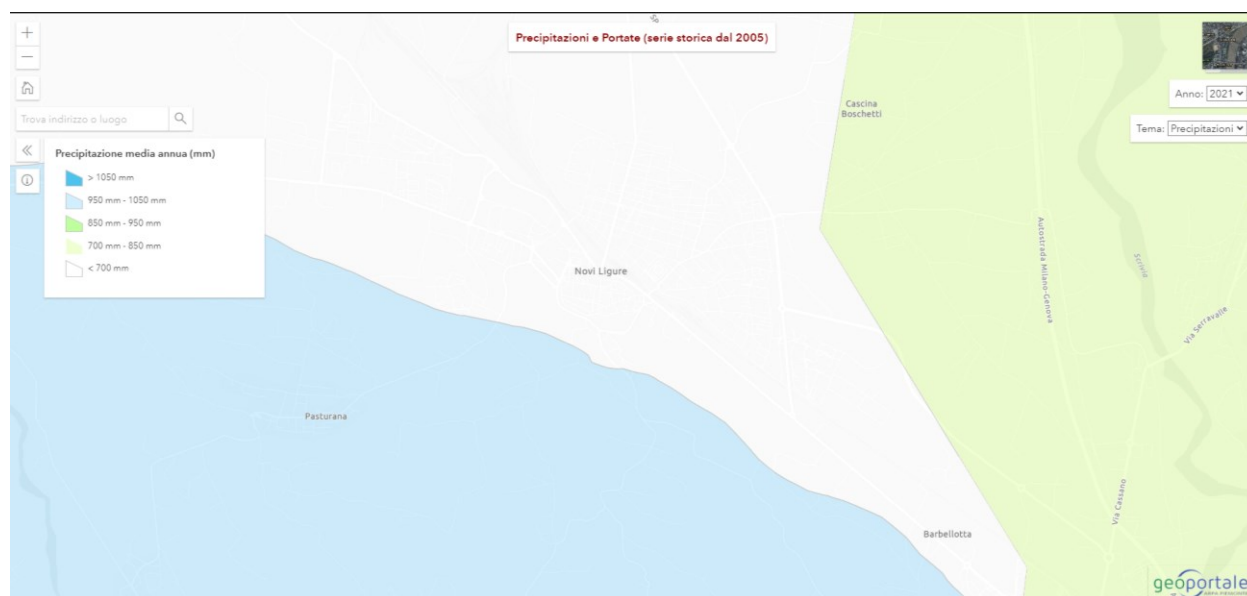 Precipitazioni e Portate (serie storica dal 2005)
Anno: 2021
Tema: Precipitazioni
Trova indirizzo o luogo
Precipitazione media annua (mm)
> 1050 mm
950 mm - 1050 mm
850 mm - 950 mm
700 mm - 850 mm
< 700 mm
Cascina
Boschetti
Novi Ligure
Autostrada Milano-Genova
Scrivia
Via Serravalle
Pasturana
Via Cassano
Barbellotta
geoportale
ARPA PIEMONTE